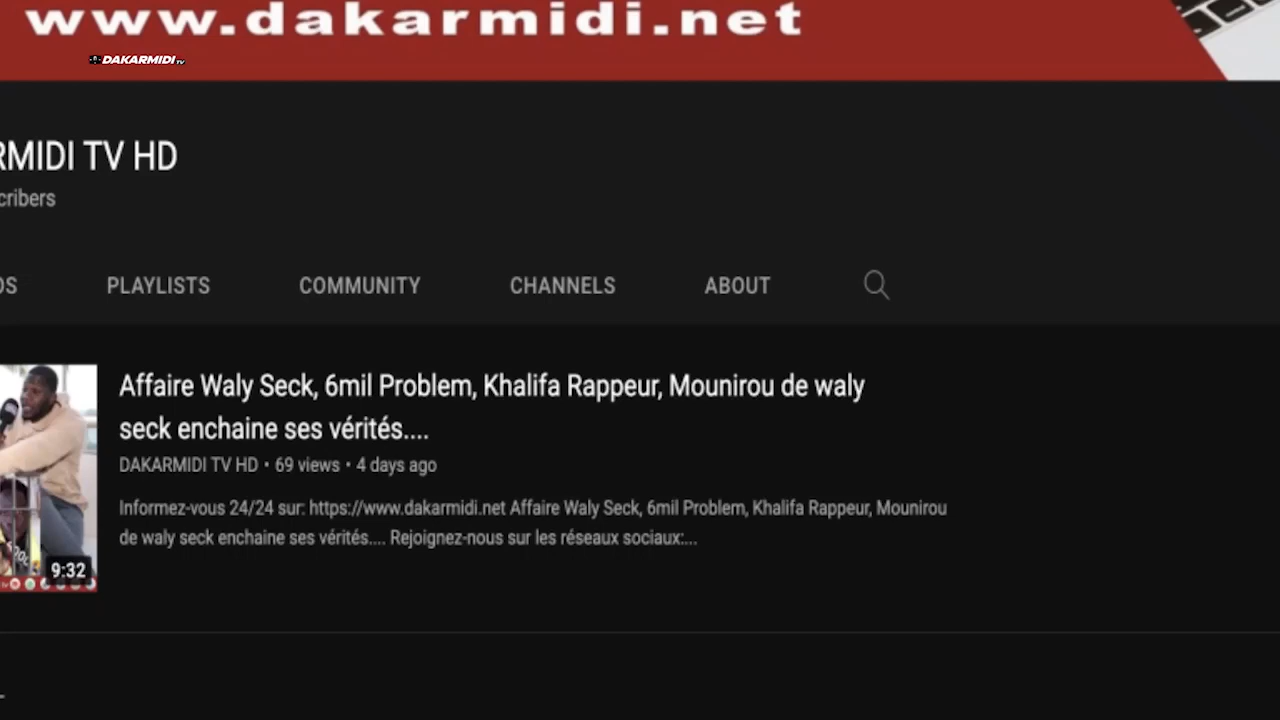 www.dakarmidi.net
DAKARMIDI TV
RMIDI TV HD
cribers
OS
PLAYLISTS
COMMUNITY
CHANNELS
ABOUT
Affaire Waly Seck, 6mil Problem, Khalifa Rappeur, Mounirou de waly
seck enchaine ses vérités....
DAKARMIDI TV HD • 69 views • 4 days ago
Informez-vous 24/24 sur: https://www.dakarmidi.net Affaire Waly Seck, 6mil Problem, Khalifa Rappeur, Mounirou
de waly seck enchaine ses vérités.... Rejoignez-nous sur les réseaux sociaux:...
9:32